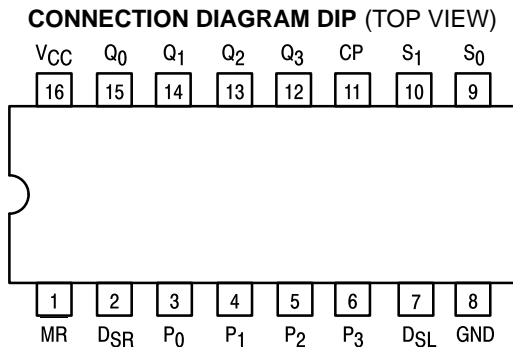 CONNECTION DIAGRAM DIP (TOP VIEW)
VCC Q0 Q1 Q2 Q3 CP S1 S0
16 15 14 13 12 11 10 9
1 2 3 4 5 6 7 8
MR DSR P0 P1 P2 P3 DSL GND